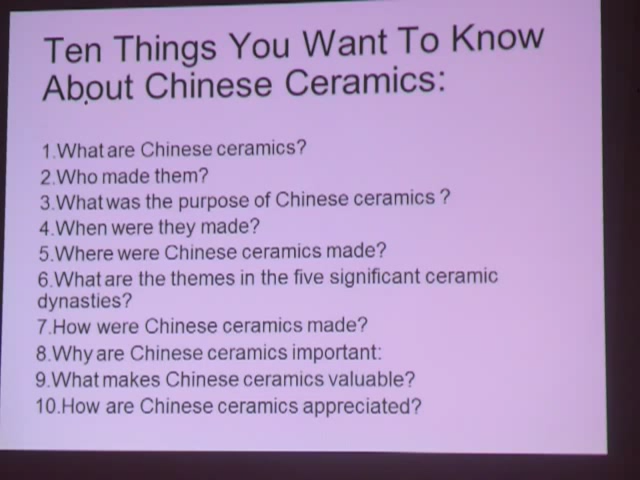 Ten Things You Want To Know
About Chinese Ceramics:
1.What are Chinese ceramics?
2.Who made them?
3.What was the purpose of Chinese ceramics ?
4.When were they made?
5.Where were Chinese ceramics made?
6.What are the themes in the five significant ceramic
dynasties?
7.How were Chinese ceramics made?
8.Why are Chinese ceramics important:
9.What makes Chinese ceramics valuable?
10.How are Chinese ceramics appreciated?